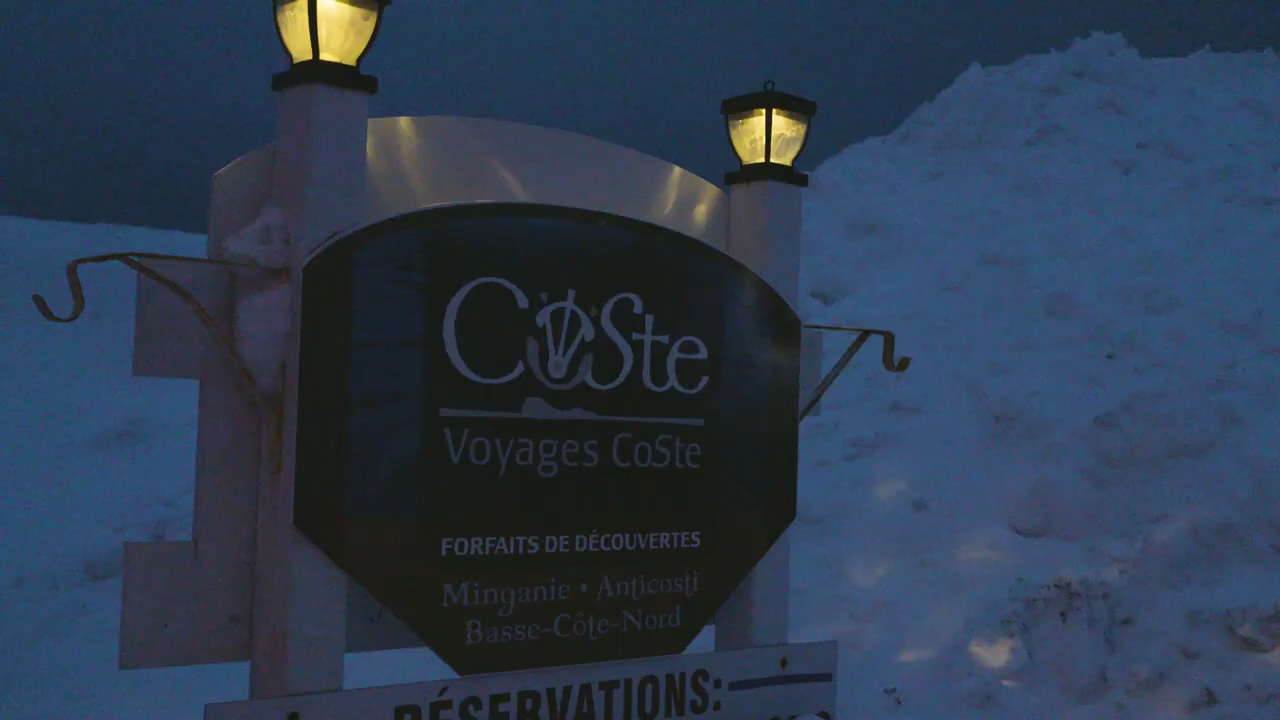 CoSte
Voyages CoSte
FORFAITS DE DÉCOUVERTES
Minganie • Anticosti
Basse-Côte-Nord
RÉSERVATIONS: